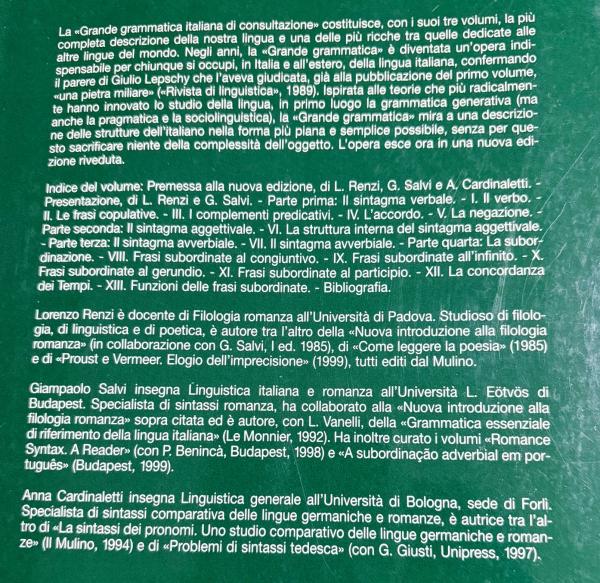 La «Grande grammatica italiana di consultazione» costituisce, con i suoi tre volumi, la più
completa descrizione della nostra lingua e una delle più ricche tra quelle dedicate alle
altre lingue del mondo. Negli anni, la «Grande grammatica» è diventata un'opera indi-
spensabile per chiunque si occupi, in Italia e all'estero, della lingua italiana, confermando
il parere di Giulio Lepschy che l'aveva giudicata, già alla pubblicazione del primo volume,
«una pietra miliare» («Rivista di linguistica», 1989). Ispirata alle teorie che più radicalmen-
te hanno innovato lo studio della lingua, in primo luogo la grammatica generativa (ma
anche la pragmatica e la sociolinguistica), la «Grande grammatica» mira a una descrizio-
ne delle strutture dell'italiano nella forma più piana e semplice possibile, senza per que-
sto sacrificare niente della complessità dell'oggetto. L'opera esce ora in una nuova edi-
zione riveduta.
Indice del volume: Premessa alla nuova edizione, di L. Renzi, G. Salvi e A. Cardinaletti. -
Presentazione, di L. Renzi e G. Salvi. - Parte prima: Il sintagma verbale. - I. Il verbo. -
II. Le frasi copulative. - III. I complementi predicativi. - IV. L'accordo. - V. La negazione. -
Parte seconda: Il sintagma aggettivale. - VI. La struttura interna del sintagma aggettivale.
- Parte terza: Il sintagma avverbiale. - VII. Il sintagma avverbiale. - Parte quarta: La subor-
dinazione. - VIII. Frasi subordinate al congiuntivo. - IX. Frasi subordinate all'infinito. - X.
Frasi subordinate al gerundio. - XI. Frasi subordinate al participio. - XII. La concordanza
dei Tempi. - XIII. Funzioni delle frasi subordinate. - Bibliografia.
Lorenzo Renzi è docente di Filologia romanza all'Università di Padova. Studioso di filolo-
gia, di linguistica e di poetica, è autore tra l'altro della «Nuova introduzione alla filologia
romanza» (in collaborazione con G. Salvi, I ed. 1985), di «Come leggere la poesia» (1985)
e di «Proust e Vermeer. Elogio dell'imprecisione» (1999), tutti editi dal Mulino.
Giampaolo Salvi insegna Linguistica italiana e romanza all'Università L. Eötvös di
Budapest. Specialista di sintassi romanza, ha collaborato alla «Nuova introduzione alla
filologia romanza» sopra citata ed è autore, con L. Vanelli, della «Grammatica essenziale
di riferimento della lingua italiana» (Le Monnier, 1992). Ha inoltre curato i volumi «Romance
Syntax. A Reader» (con P. Benincà, Budapest, 1998) e «A subordinação adverbial em por-
tuguês» (Budapest, 1999).
Anna Cardinaletti insegna Linguistica generale all'Università di Bologna, sede di Forlì.
Specialista di sintassi comparativa delle lingue germaniche e romanze, è autrice tra l'al-
tro di «La sintassi dei pronomi. Uno studio comparativo delle lingue germaniche e roman-
ze» (Il Mulino, 1994) e di «Problemi di sintassi tedesca» (con G. Giusti, Unipress, 1997).